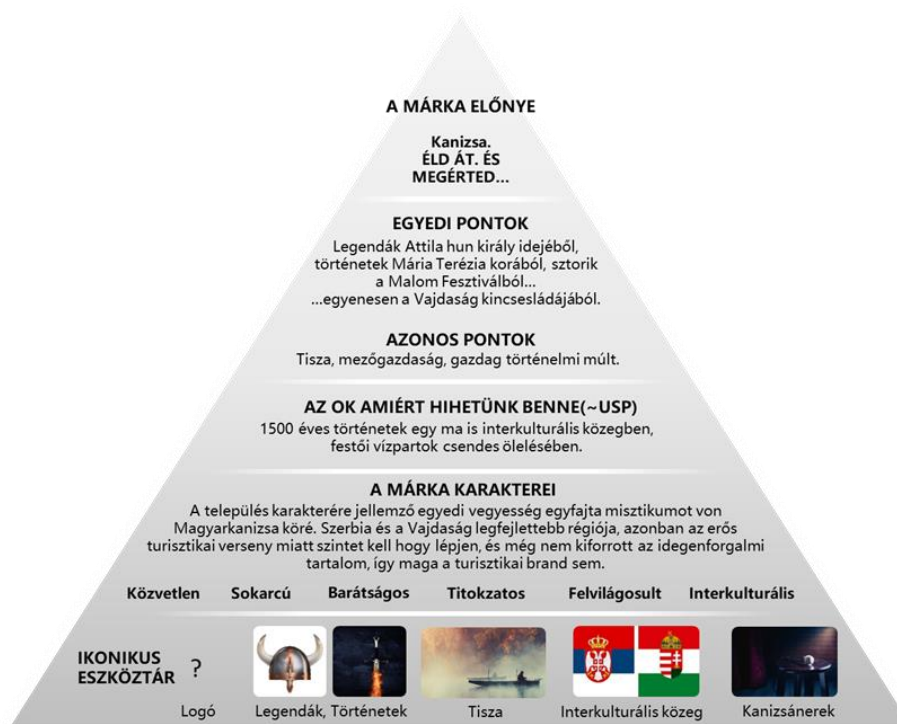 A MÁRKA ELŐNYE
Kanizsa.
ÉLD ÁT. ÉS
MEGÉRTED...
EGYEDI PONTOK
Legendák Attila hun király idejéből,
történetek Mária Terézia korából, sztorik
a Malom Fesztiválból...
...egyenesen a Vajdaság kincsesládájából.
AZONOS PONTOK
Tisza, mezőgazdaság, gazdag történelmi múlt.
AZ OK AMIÉRT HIHETÜNK BENNE(~USP)
1500 éves történetek egy ma is interkulturális közegben,
festői vízpartok csendes ölelésében.
A MÁRKA KARAKTEREI
A település karakterére jellemző egyedi vegyesség egyfajta misztikumot von
Magyarkanizsa köré. Szerbia és a Vajdaság legfejlettebb régiója, azonban az erős
turisztikai verseny miatt szintet kell hogy lépjen, és még nem kiforrott az idegenforgalmi
tartalom, így maga a turisztikai brand sem.
Közvetlen Sokarcú Barátságos Titokzatos Felvilágosult Interkulturális
IKONIKUS
ESZKÖZTÁR ?
Logó Legendák, Történetek Tisza Interkulturális közeg Kanizsánerek